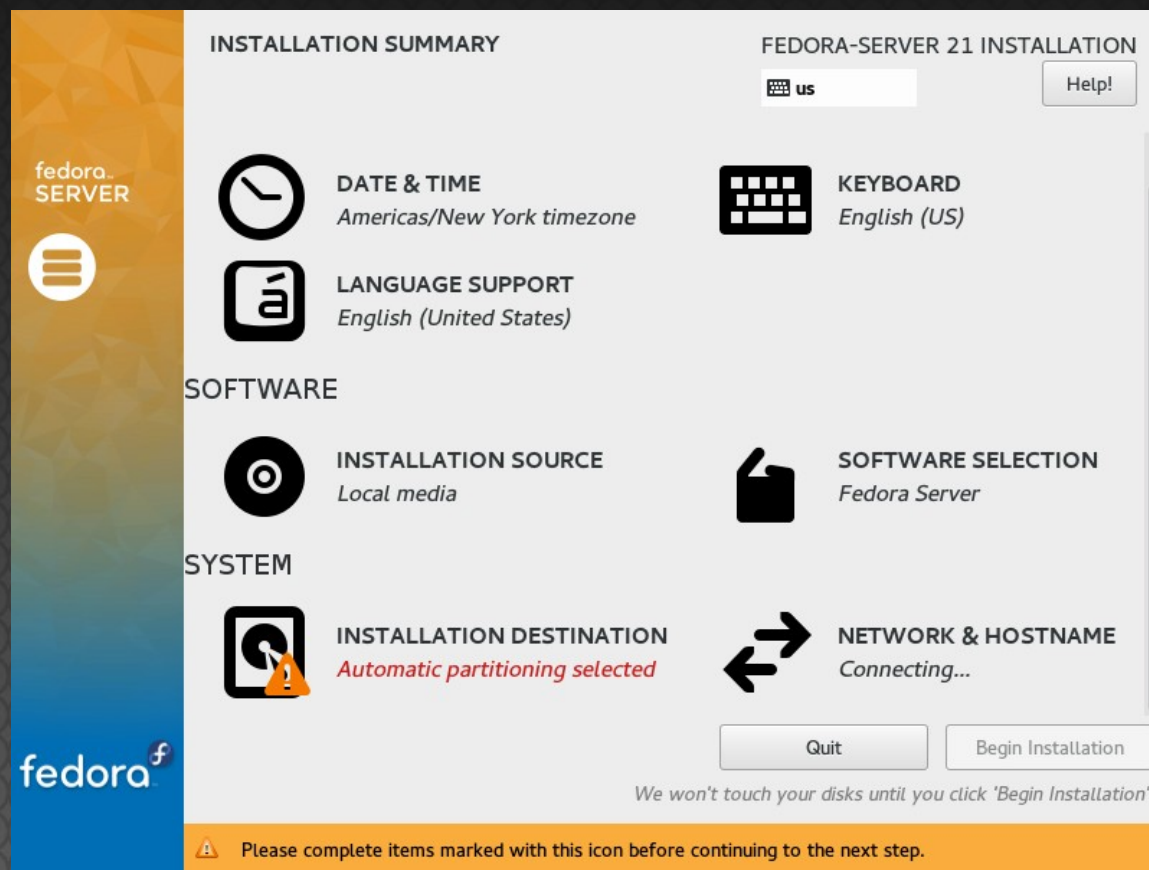 INSTALLATION SUMMARY
FEDORA-SERVER 21 INSTALLATION
us
Help!
fedora
SERVER
DATE & TIME
Americas/New York timezone
KEYBOARD
English (US)
LANGUAGE SUPPORT
English (United States)
SOFTWARE
INSTALLATION SOURCE
Local media
SOFTWARE SELECTION
Fedora Server
SYSTEM
INSTALLATION DESTINATION
Automatic partitioning selected
NETWORK & HOSTNAME
Connecting...
fedora
Quit
Begin Installation
We won't touch your disks until you click 'Begin Installation'
Please complete items marked with this icon before continuing to the next step.